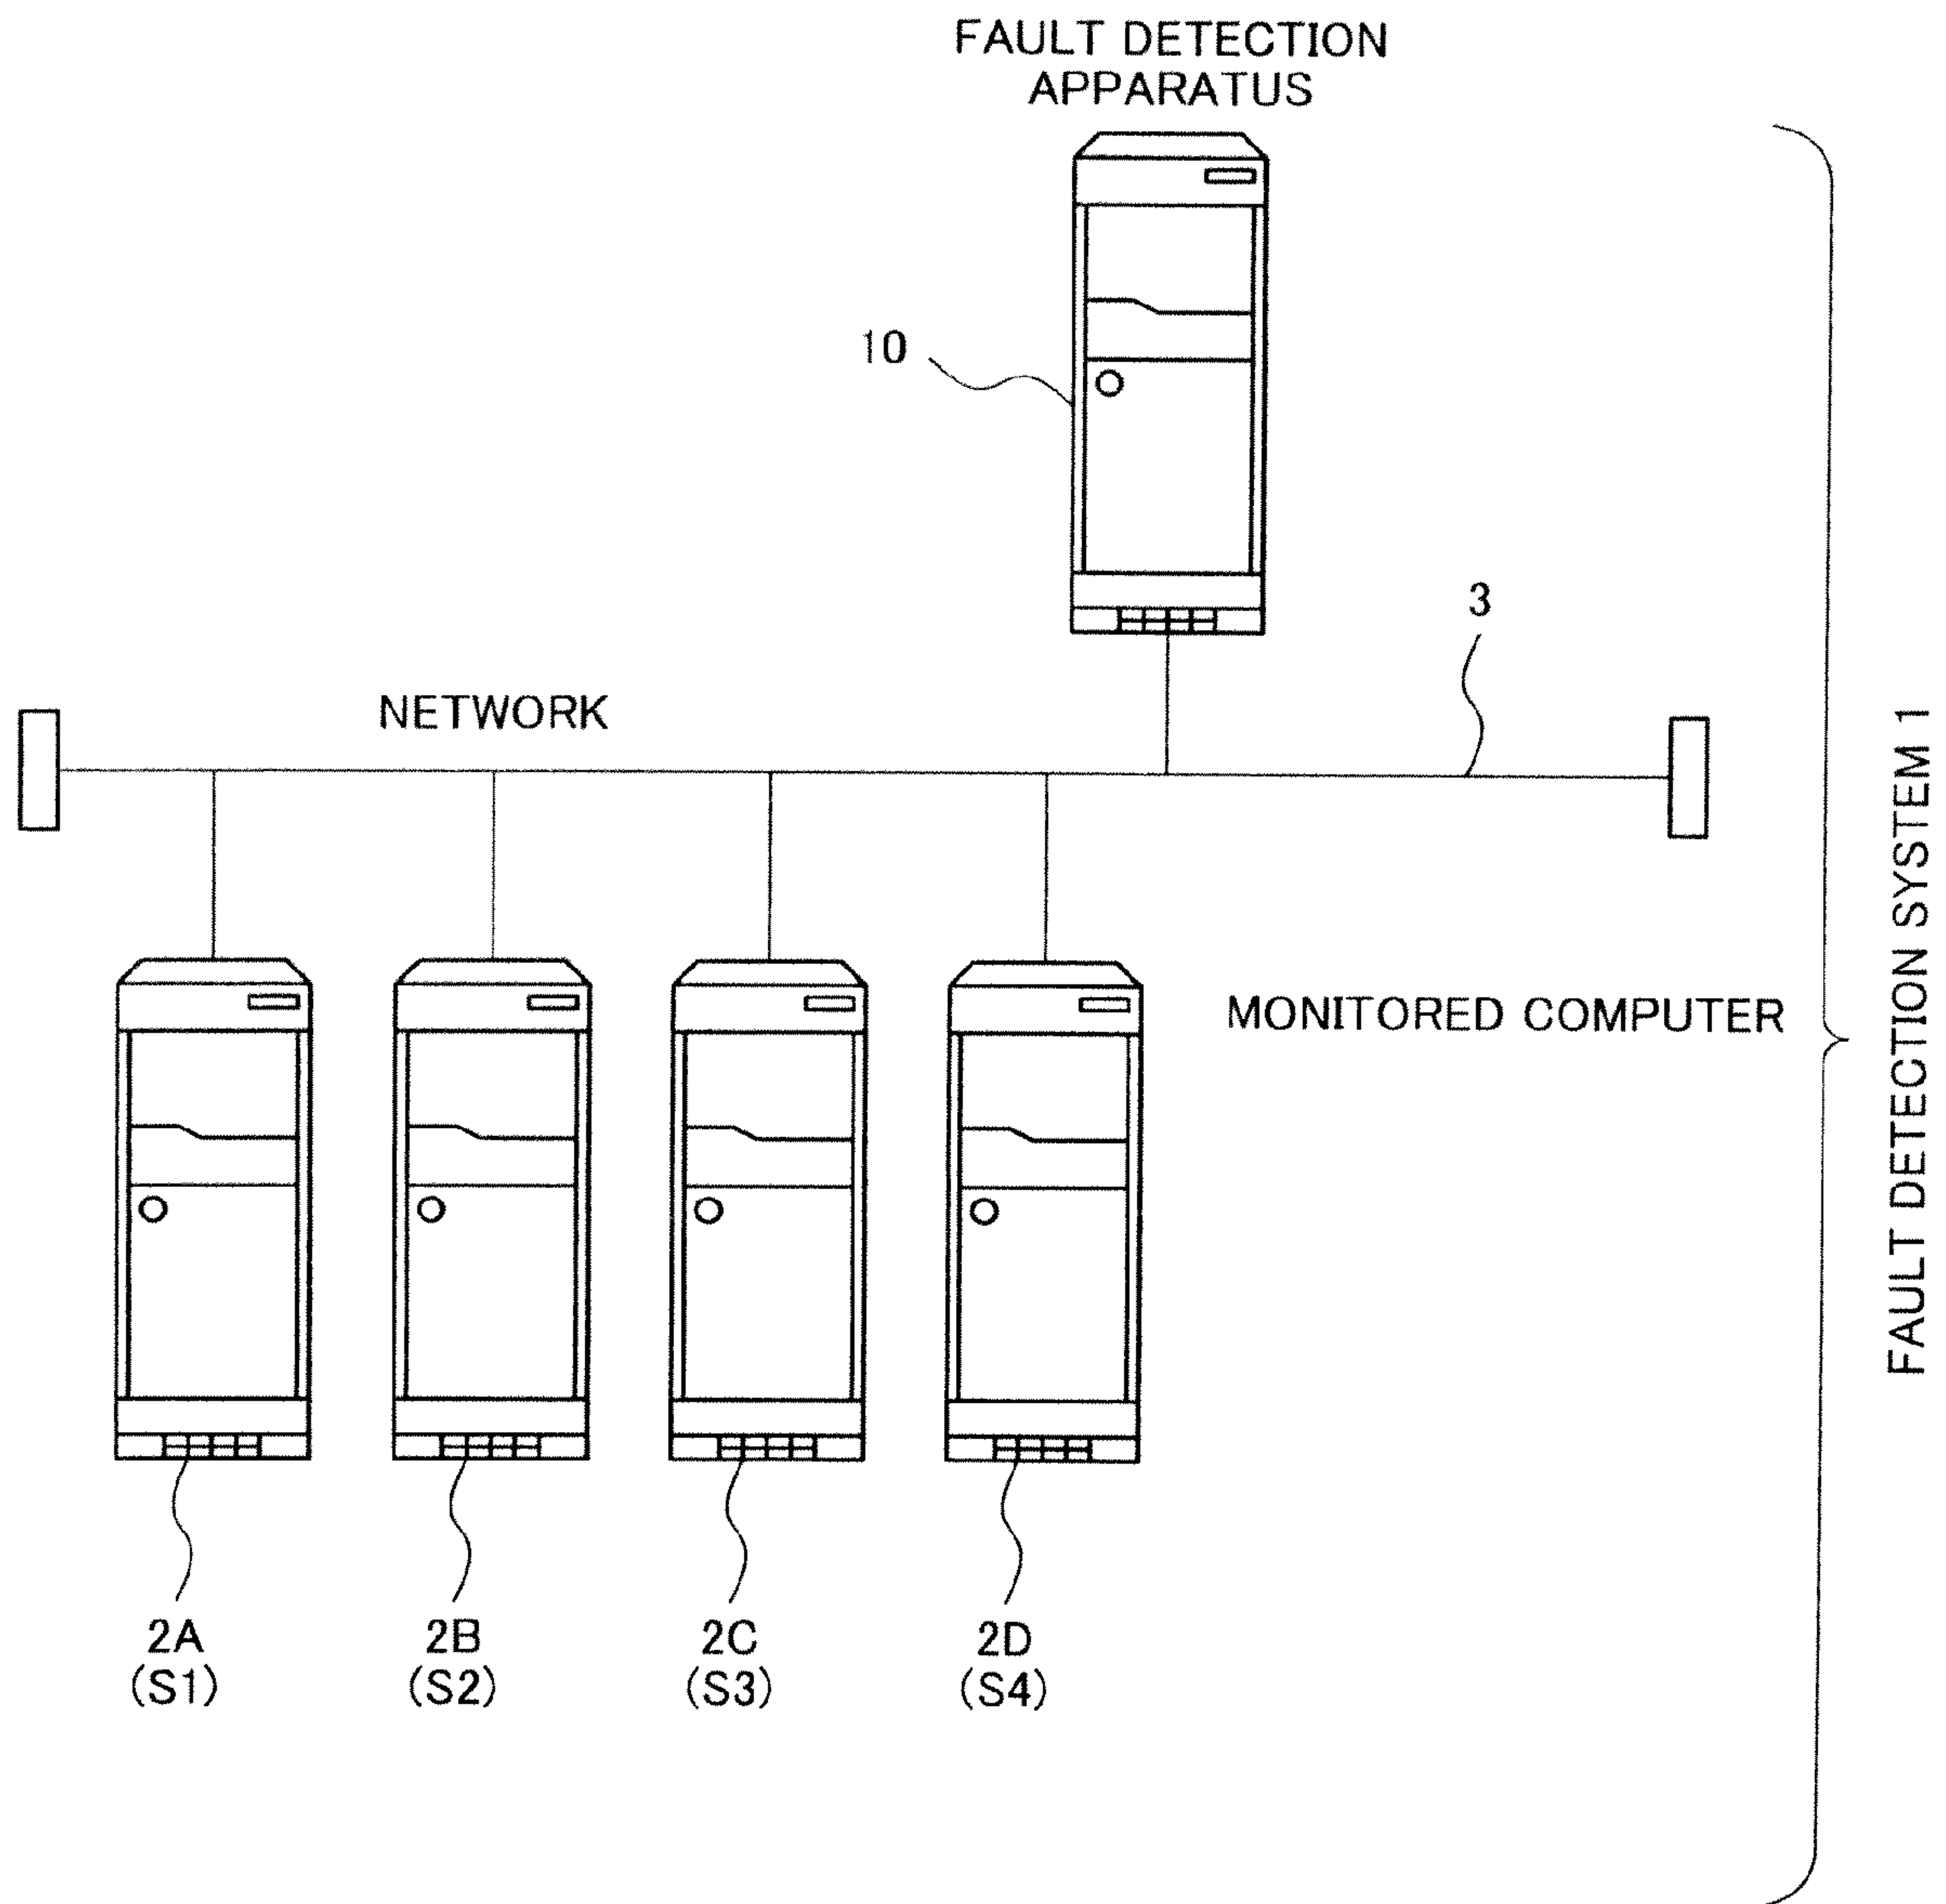 FAULT DETECTION
APPARATUS
10
3
NETWORK
MONITORED COMPUTER
2A
(S1)
2B
(S2)
2C
(S3)
2D
(S4)
FAULT DETECTION SYSTEM 1